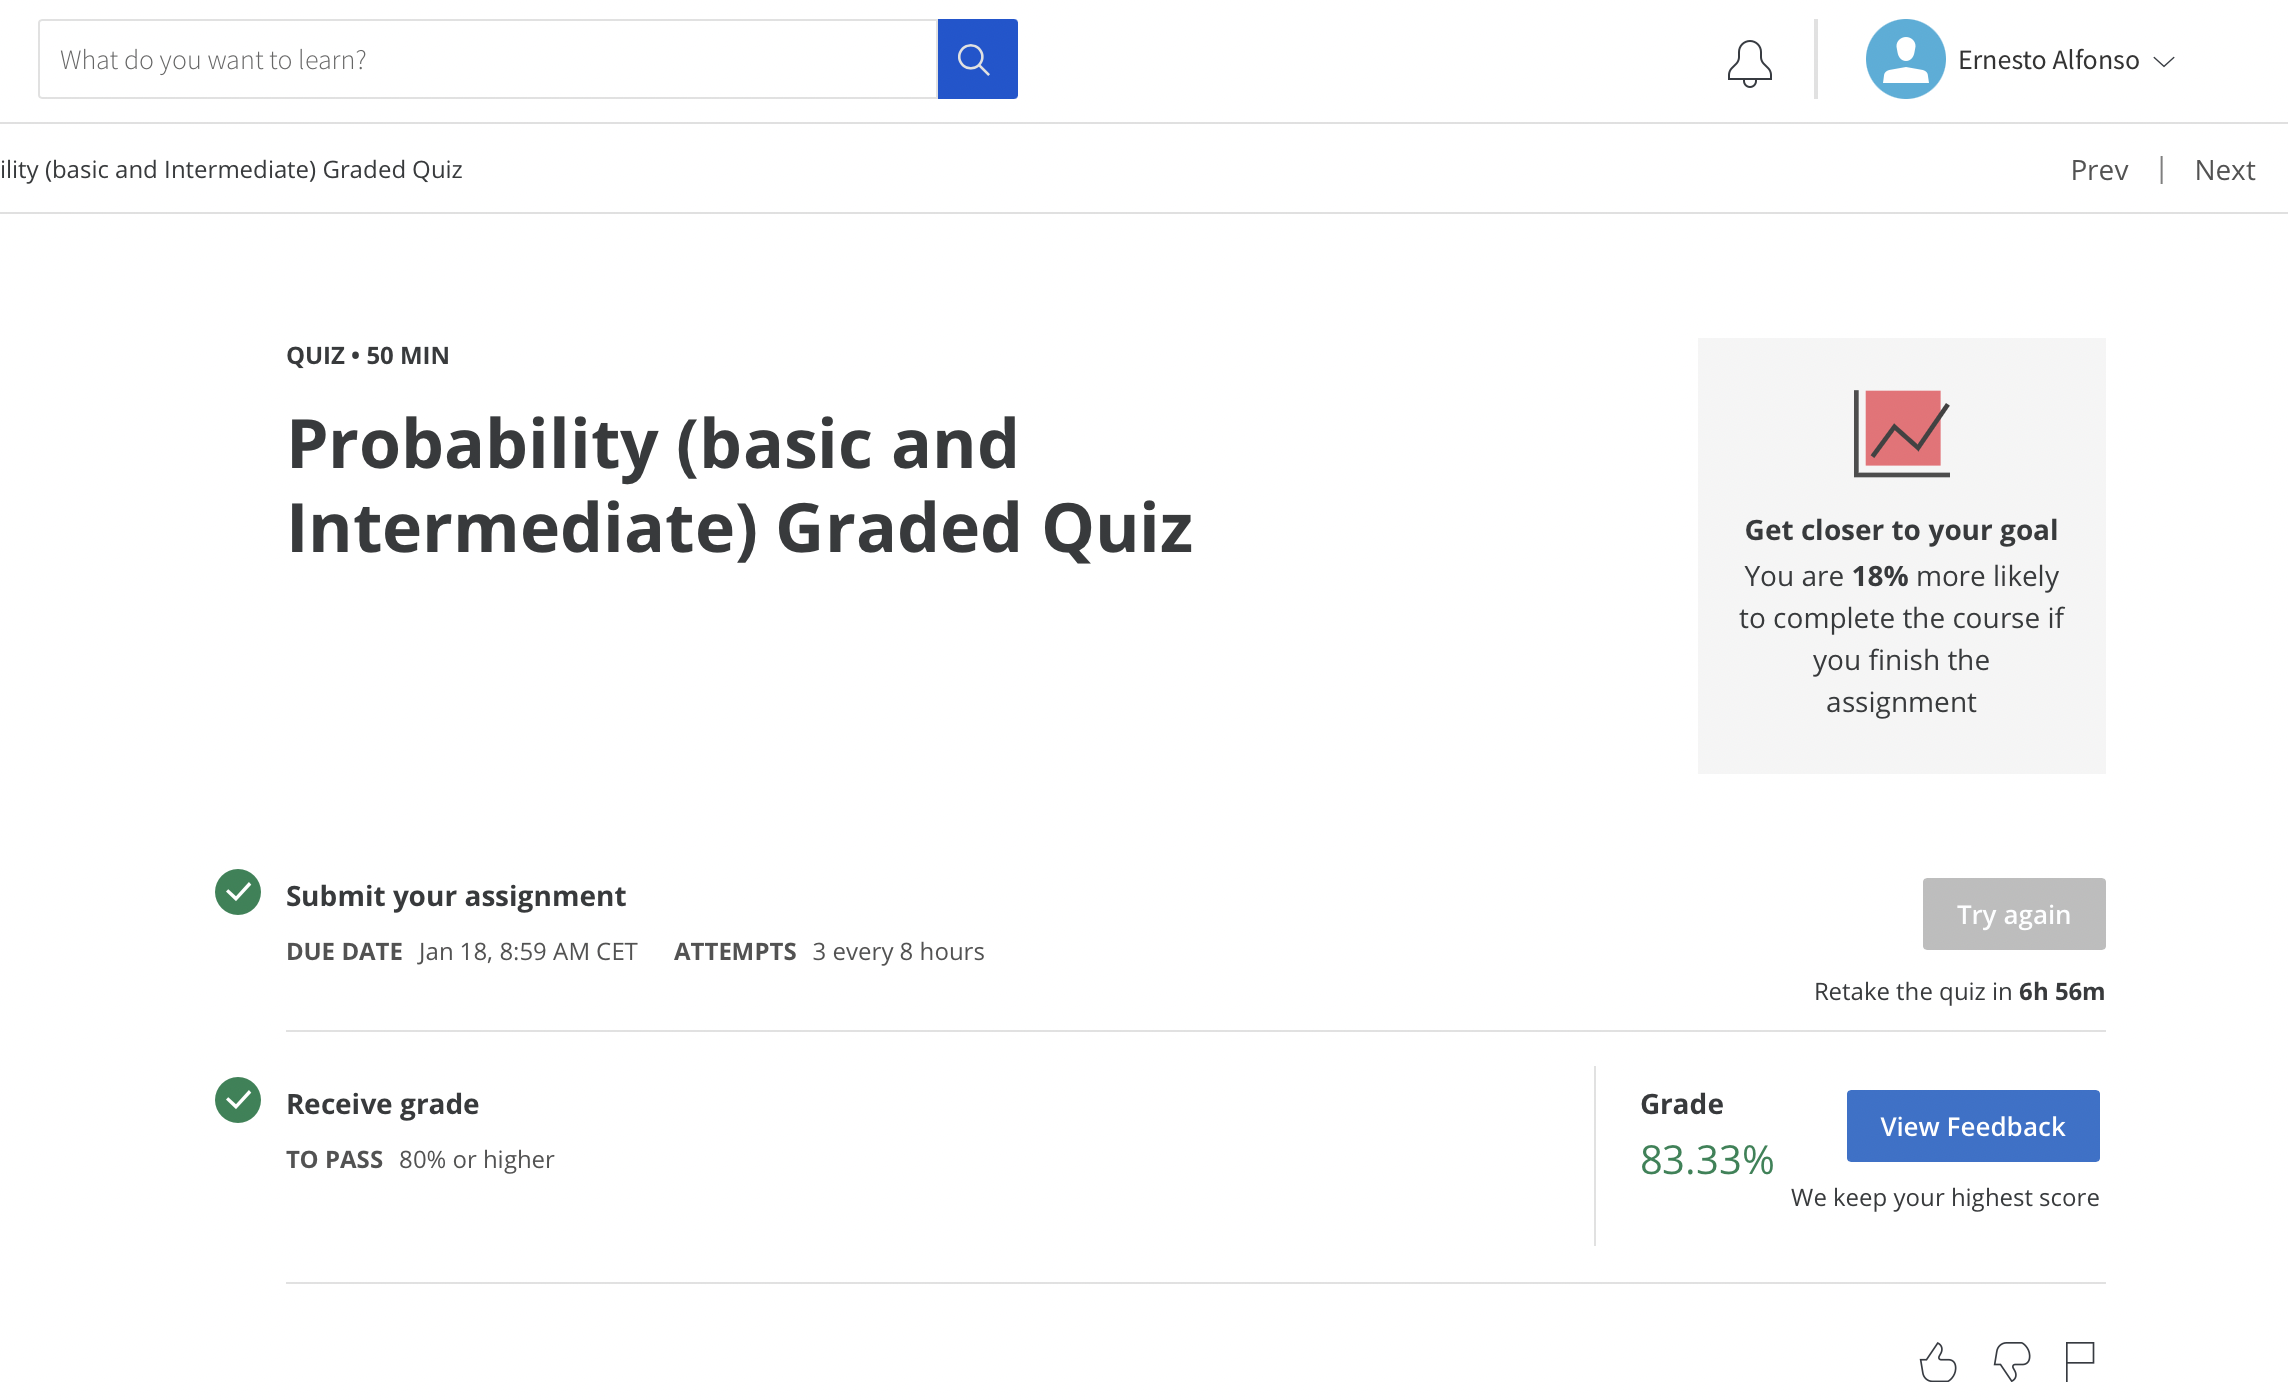 What do you want to learn?
Ernesto Alfonso
ility (basic and Intermediate) Graded Quiz
Prev | Next
QUIZ • 50 MIN
Probability (basic and
Intermediate) Graded Quiz
Get closer to your goal
You are 18% more likely
to complete the course if
you finish the
assignment
Submit your assignment
DUE DATE Jan 18, 8:59 AM CET ATTEMPTS 3 every 8 hours
Try again
Retake the quiz in 6h 56m
Receive grade
TO PASS 80% or higher
Grade
83.33%
View Feedback
We keep your highest score